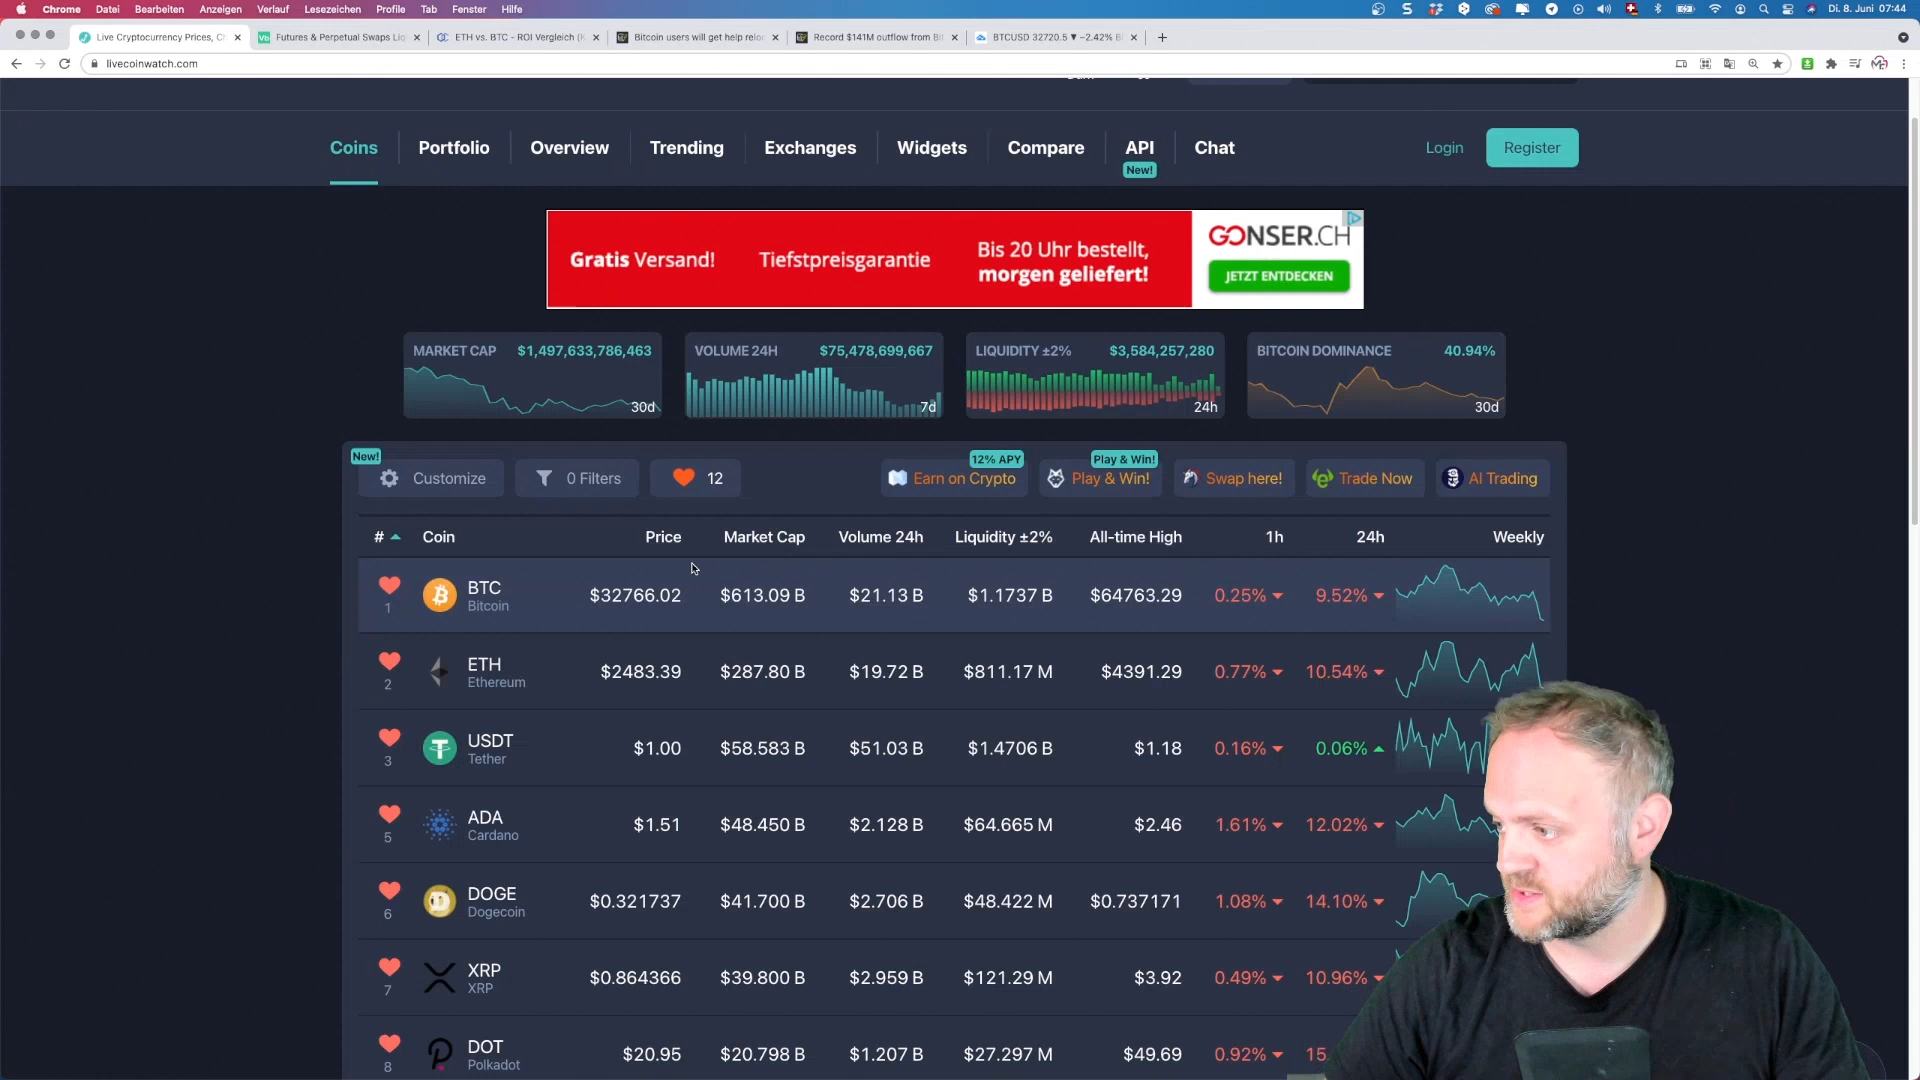 Chrome Datei Bearbeiten Anzeigen Verlauf Lesezeichen Profile Tab Fenster Hilfe Di. 8. Juni 07:44
Live Cryptocurrency Prices, Ch Futures & Perpetual Swaps Liq ETH vs. BTC - ROI Vergleich (K Bitcoin users will get help relo Record $141M outflow from Bit BTCUSD 32720.5 ▼ −2.42% B
livecoinwatch.com
Coins Portfolio Overview Trending Exchanges Widgets Compare API Chat Login Register
New!
Gratis Versand! Tiefstpreisgarantie Bis 20 Uhr bestellt, morgen geliefert! GONSER.CH
JETZT ENTDECKEN
MARKET CAP $1,497,633,786,463 VOLUME 24H $75,478,699,667 LIQUIDITY ±2% $3,584,257,280 BITCOIN DOMINANCE 40.94%
30d 7d 24h 30d
New! 12% APY Play & Win!
Customize 0 Filters 12 Earn on Crypto Play & Win! Swap here! Trade Now AI Trading
# Coin Price Market Cap Volume 24h Liquidity ±2% All-time High 1h 24h Weekly
1 BTC Bitcoin $32766.02 $613.09 B $21.13 B $1.1737 B $64763.29 0.25% 9.52%
2 ETH Ethereum $2483.39 $287.80 B $19.72 B $811.17 M $4391.29 0.77% 10.54%
3 USDT Tether $1.00 $58.583 B $51.03 B $1.4706 B $1.18 0.16% 0.06%
5 ADA Cardano $1.51 $48.450 B $2.128 B $64.665 M $2.46 1.61% 12.02%
6 DOGE Dogecoin $0.321737 $41.700 B $2.706 B $48.422 M $0.737171 1.08% 14.10%
7 XRP XRP $0.864366 $39.800 B $2.959 B $121.29 M $3.92 0.49% 10.96%
8 DOT Polkadot $20.95 $20.798 B $1.207 B $27.297 M $49.69 0.92% 15.